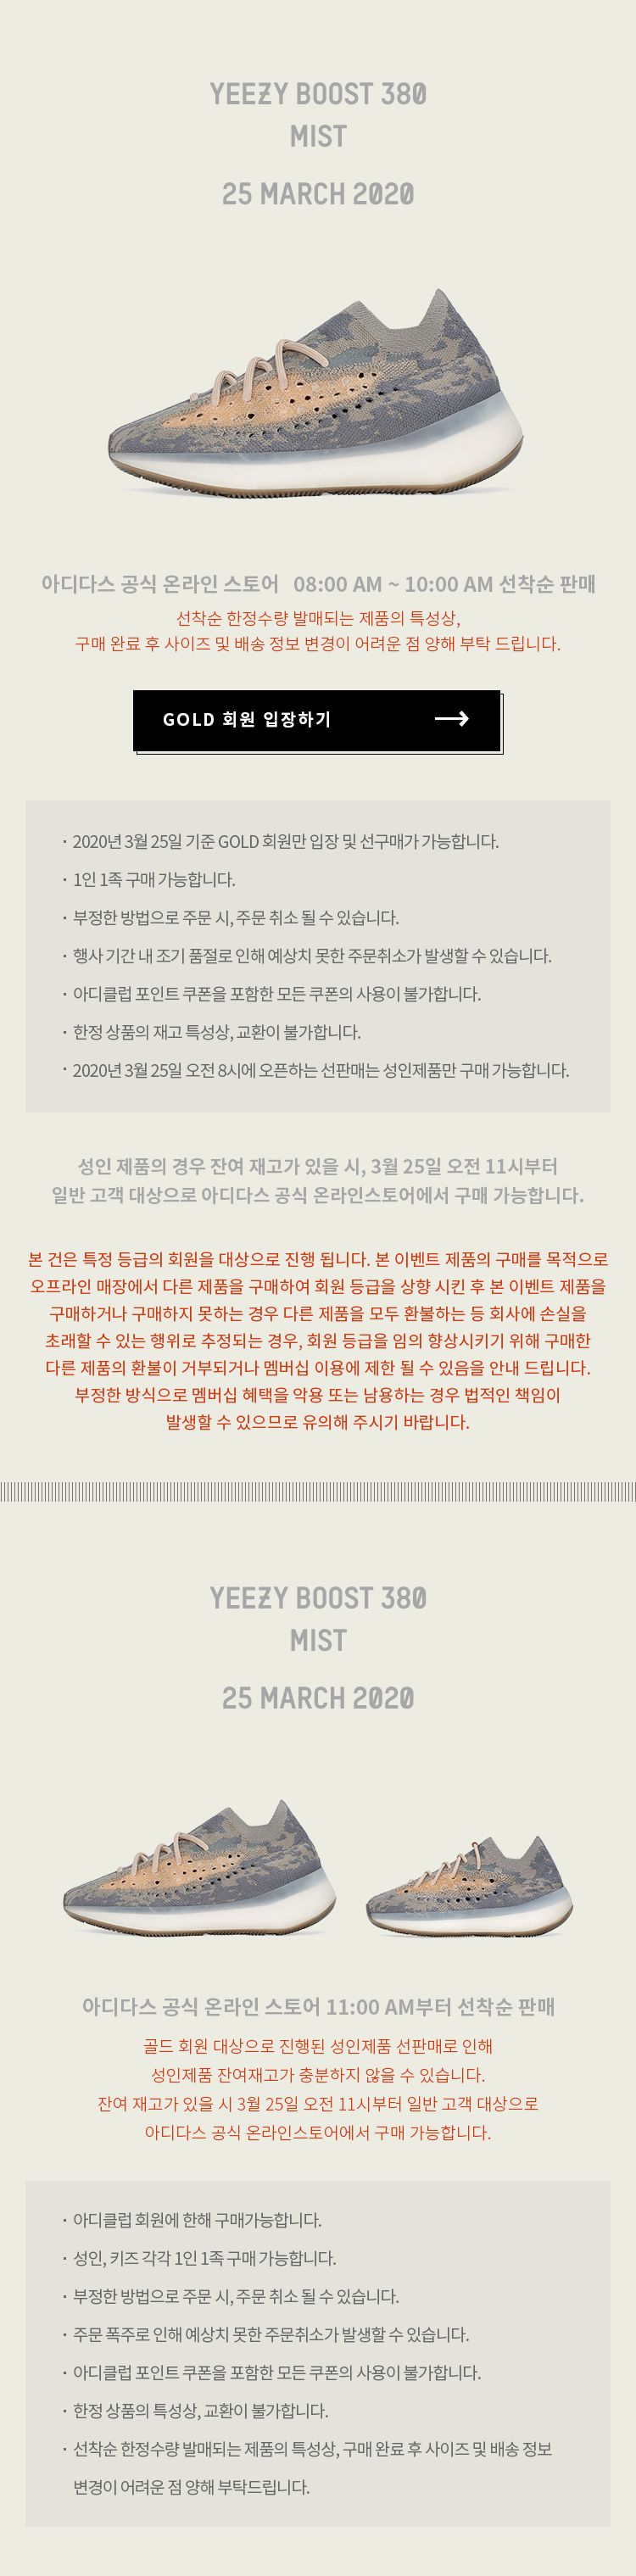 YEEZY BOOST 380
MIST
25 MARCH 2020
아디다스 공식 온라인 스토어 08:00 AM ~ 10:00 AM 선착순 판매
선착순 한정수량 발매되는 제품의 특성상,
구매 완료 후 사이즈 및 배송 정보 변경이 어려운 점 양해 부탁 드립니다.
GOLD 회원 입장하기
· 2020년 3월 25일 기준 GOLD 회원만 입장 및 선구매가 가능합니다.
· 1인 1족 구매 가능합니다.
· 부정한 방법으로 주문 시, 주문 취소 될 수 있습니다.
· 행사 기간 내 조기 품절로 인해 예상치 못한 주문취소가 발생할 수 있습니다.
· 아디클럽 포인트 쿠폰을 포함한 모든 쿠폰의 사용이 불가합니다.
· 한정 상품의 재고 특성상, 교환이 불가합니다.
· 2020년 3월 25일 오전 8시에 오픈하는 선판매는 성인제품만 구매 가능합니다.
성인 제품의 경우 잔여 재고가 있을 시, 3월 25일 오전 11시부터
일반 고객 대상으로 아디다스 공식 온라인스토어에서 구매 가능합니다.
본 건은 특정 등급의 회원을 대상으로 진행 됩니다. 본 이벤트 제품의 구매를 목적으로
오프라인 매장에서 다른 제품을 구매하여 회원 등급을 상향 시킨 후 본 이벤트 제품을
구매하거나 구매하지 못하는 경우 다른 제품을 모두 환불하는 등 회사에 손실을
초래할 수 있는 행위로 추정되는 경우, 회원 등급을 임의 향상시키기 위해 구매한
다른 제품의 환불이 거부되거나 멤버십 이용에 제한 될 수 있음을 안내 드립니다.
부정한 방식으로 멤버십 혜택을 악용 또는 남용하는 경우 법적인 책임이
발생할 수 있으므로 유의해 주시기 바랍니다.
YEEZY BOOST 380
MIST
25 MARCH 2020
아디다스 공식 온라인 스토어 11:00 AM부터 선착순 판매
골드 회원 대상으로 진행된 성인제품 선판매로 인해
성인제품 잔여재고가 충분하지 않을 수 있습니다.
잔여 재고가 있을 시 3월 25일 오전 11시부터 일반 고객 대상으로
아디다스 공식 온라인스토어에서 구매 가능합니다.
· 아디클럽 회원에 한해 구매가능합니다.
· 성인, 키즈 각각 1인 1족 구매 가능합니다.
· 부정한 방법으로 주문 시, 주문 취소 될 수 있습니다.
· 주문 폭주로 인해 예상치 못한 주문취소가 발생할 수 있습니다.
· 아디클럽 포인트 쿠폰을 포함한 모든 쿠폰의 사용이 불가합니다.
· 한정 상품의 특성상, 교환이 불가합니다.
· 선착순 한정수량 발매되는 제품의 특성상, 구매 완료 후 사이즈 및 배송 정보
변경이 어려운 점 양해 부탁드립니다.